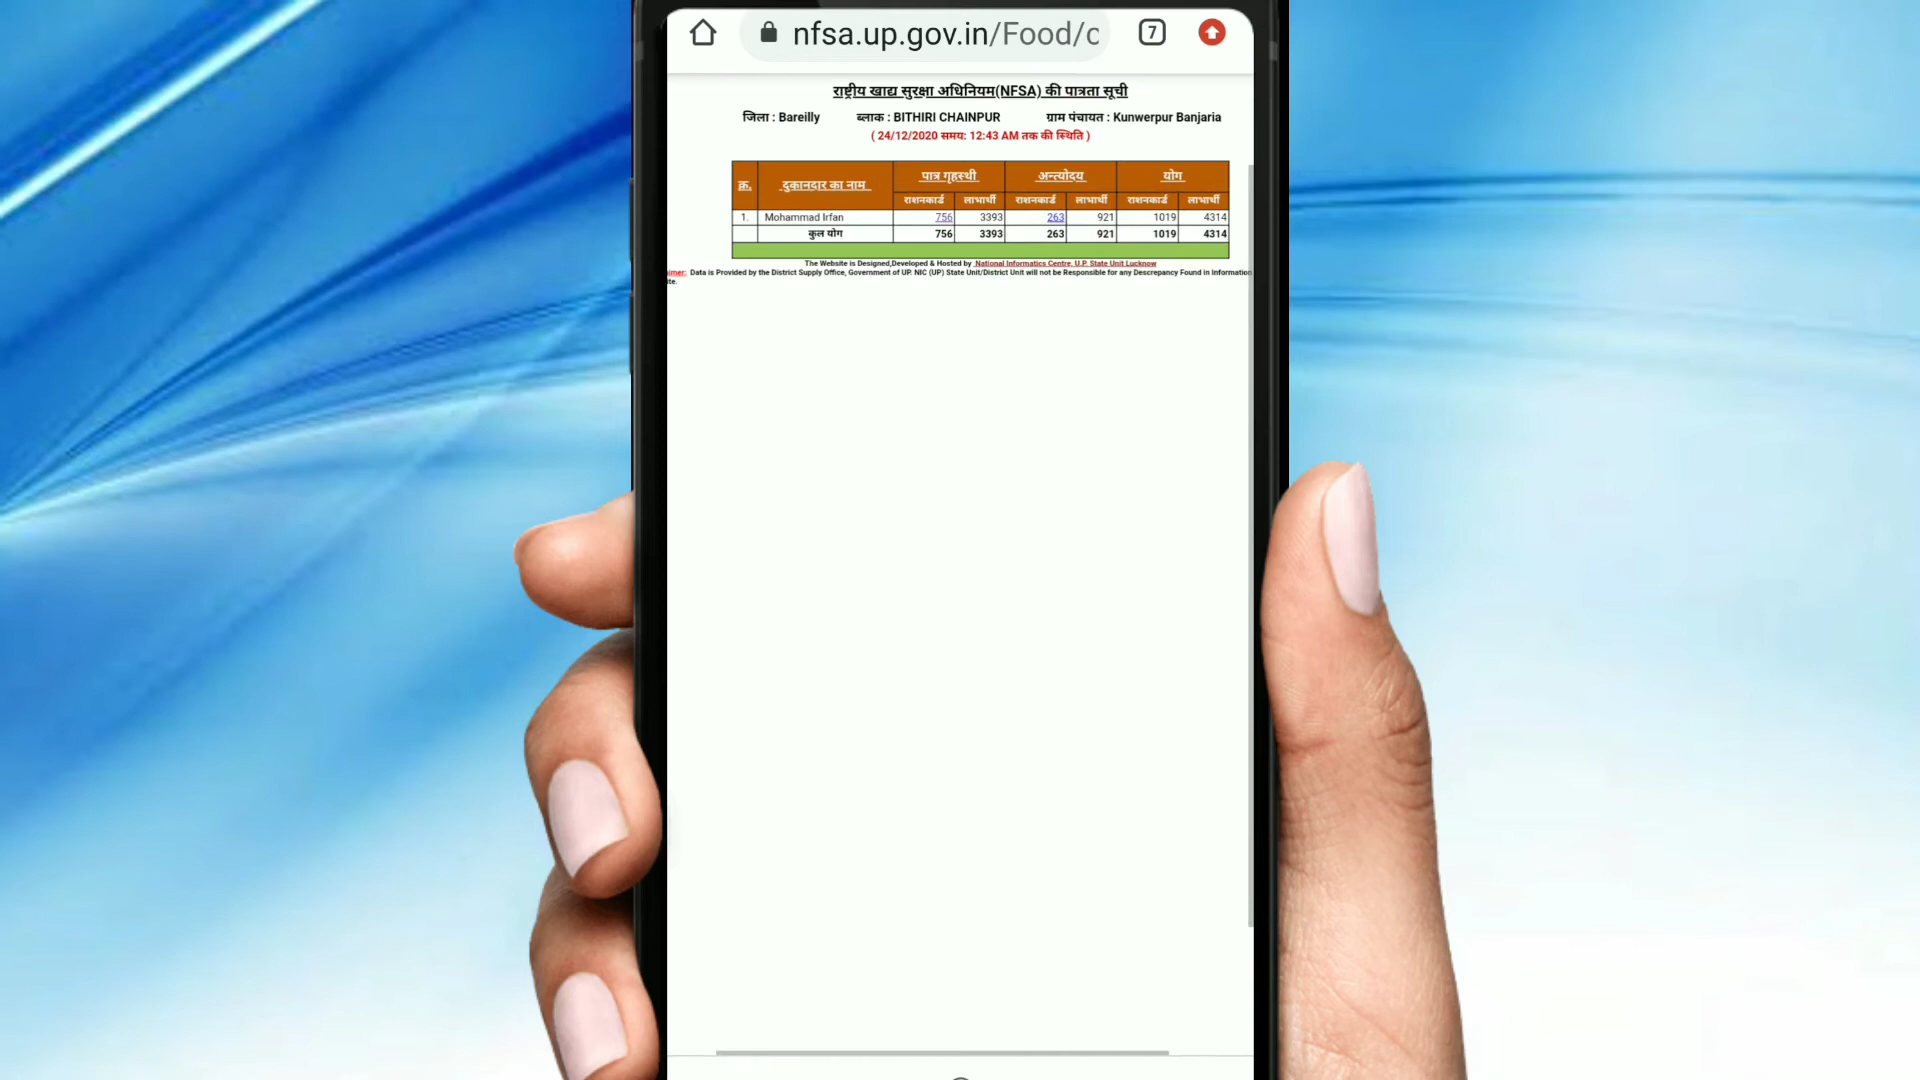 nfsa.up.gov.in/Food/c
7
राष्ट्रीय खाद्य सुरक्षा अधिनियम(NFSA) की पात्रता सूची
जिला : Bareilly ब्लाक : BITHIRI CHAINPUR ग्राम पंचायत : Kunwerpur Banjaria
( 24/12/2020 समय: 12:43 AM तक की स्थिति )
क्र. दुकानदार का नाम पात्र गृहस्थी अन्त्योदय योग
राशनकार्ड लाभार्थी राशनकार्ड लाभार्थी राशनकार्ड लाभार्थी
1. Mohammad Irfan 756 3393 263 921 1019 4314
कुल योग 756 3393 263 921 1019 4314
The Website is Designed,Developed & Hosted by National Informatics Centre, U.P. State Unit Lucknow
imer: Data is Provided by the District Supply Office, Government of UP. NIC (UP) State Unit/District Unit will not be Responsible for any Descrepancy Found in Information
ite.